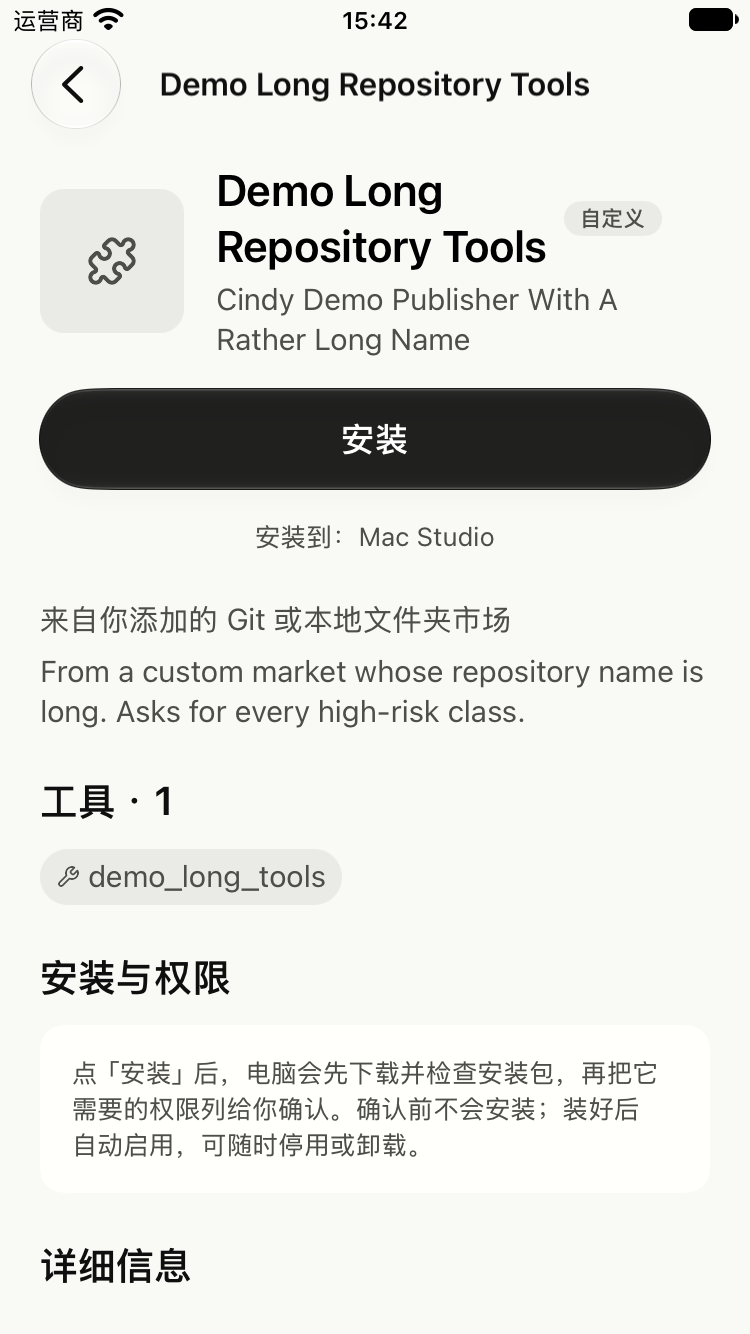 运营商
15:42
Demo Long Repository Tools
Demo Long
Repository Tools
自定义
Cindy Demo Publisher With A
Rather Long Name
安装
安装到：Mac Studio
来自你添加的 Git 或本地文件夹市场
From a custom market whose repository name is
long. Asks for every high-risk class.
工具 · 1
demo_long_tools
安装与权限
点「安装」后，电脑会先下载并检查安装包，再把它
需要的权限列给你确认。确认前不会安装；装好后
自动启用，可随时停用或卸载。
详细信息